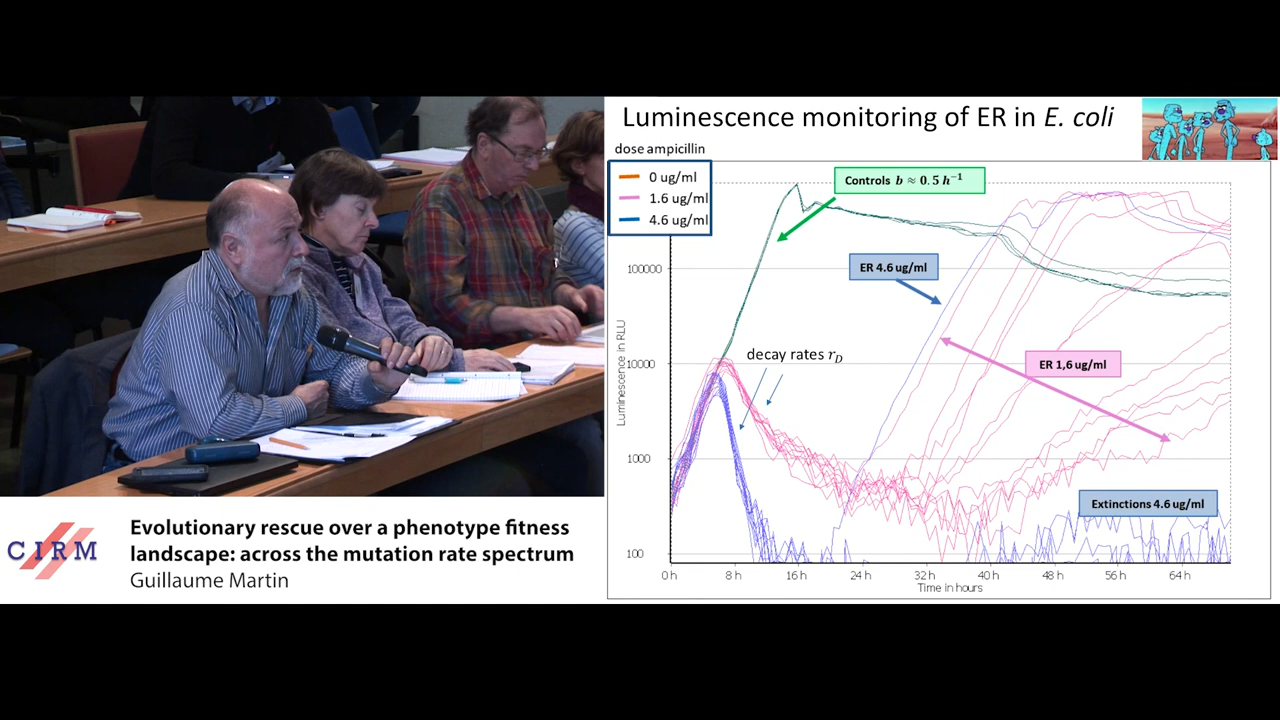 Luminescence monitoring of ER in E. coli
dose ampicillin
0 ug/ml
1.6 ug/ml
4.6 ug/ml
Controls b ≈ 0.5 h⁻¹
ER 4.6 ug/ml
decay rates r_D
ER 1,6 ug/ml
Extinctions 4.6 ug/ml
Luminescence in RLU
100000
10000
1000
100
0 h 8 h 16 h 24 h 32 h 40 h 48 h 56 h 64 h
Time in hours
CIRM
Evolutionary rescue over a phenotype fitness
landscape: across the mutation rate spectrum
Guillaume Martin